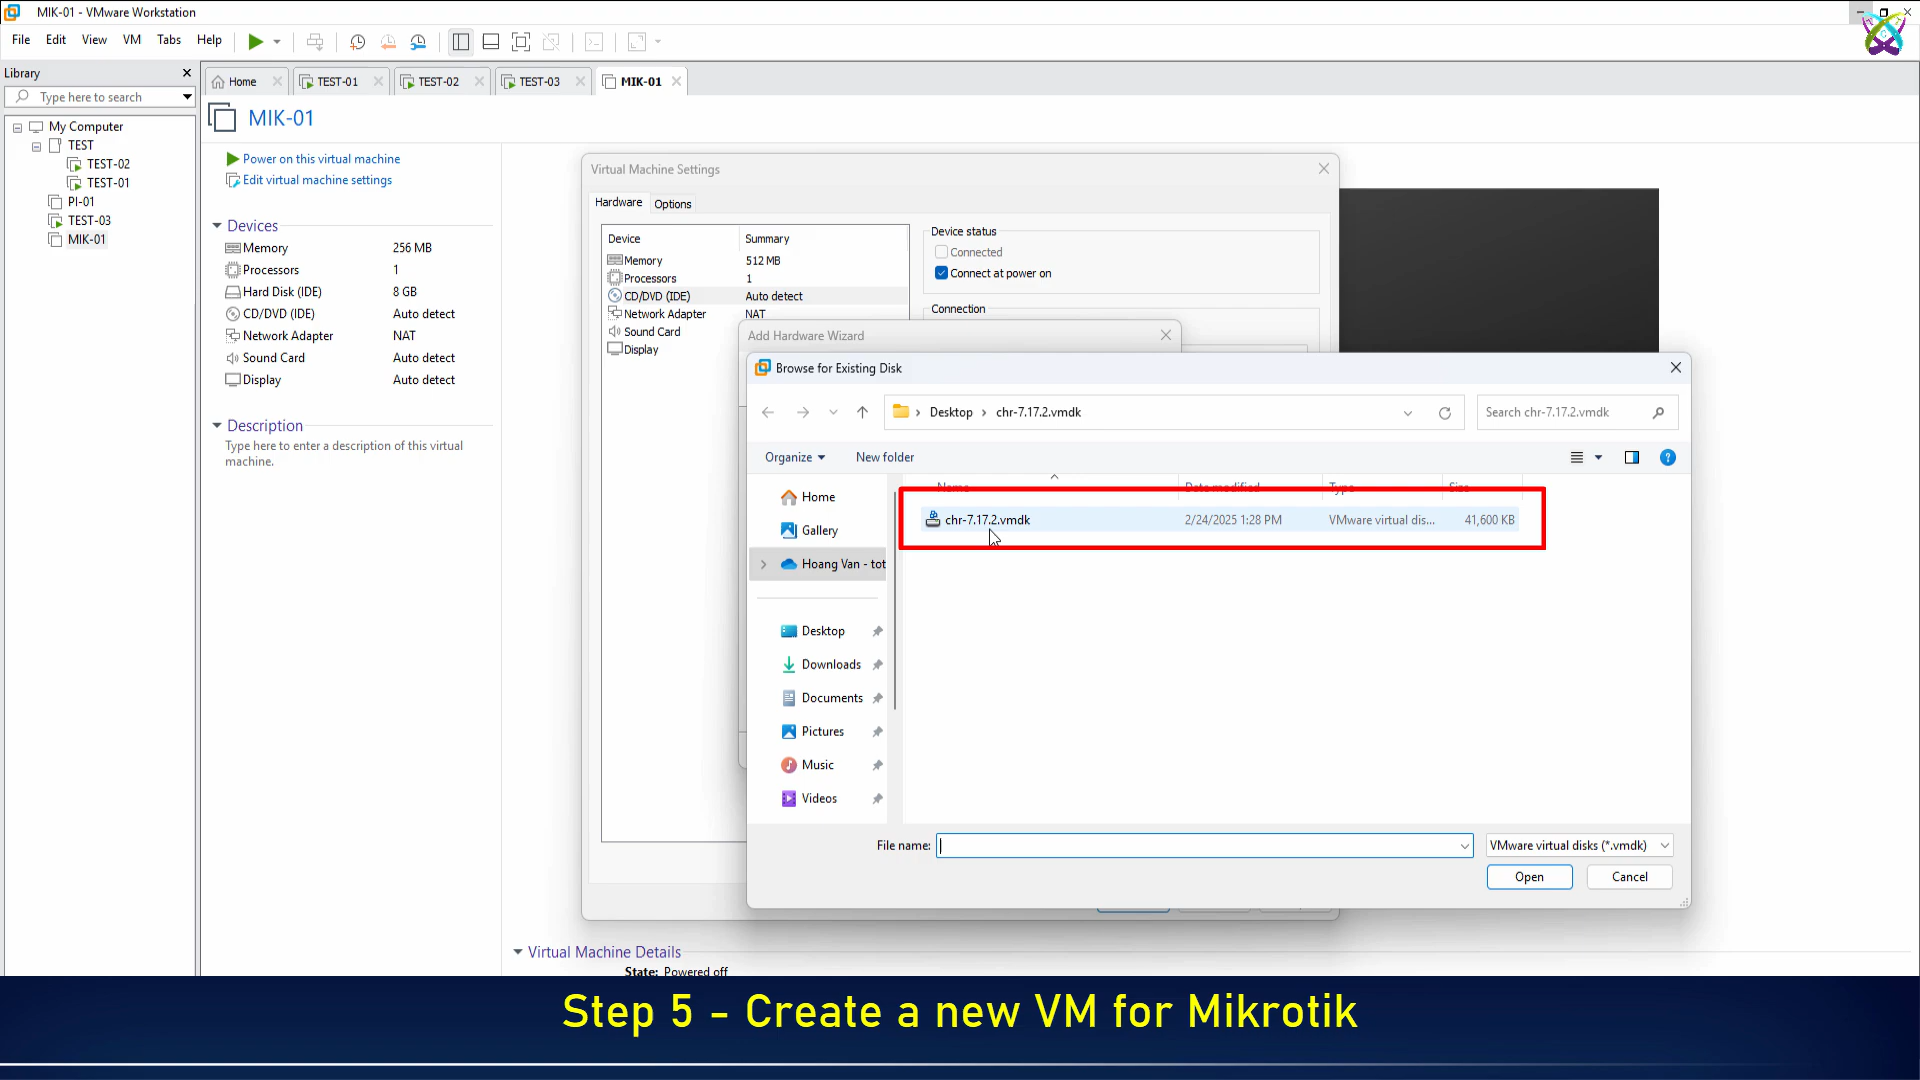 MIK-01 - VMware Workstation
File Edit View VM Tabs Help
Library
Type here to search
My Computer
TEST
TEST-02
TEST-01
PI-01
TEST-03
MIK-01
Home TEST-01 TEST-02 TEST-03 MIK-01
MIK-01
Power on this virtual machine
Edit virtual machine settings
Devices
Memory 256 MB
Processors 1
Hard Disk (IDE) 8 GB
CD/DVD (IDE) Auto detect
Network Adapter NAT
Sound Card Auto detect
Display Auto detect
Description
Type here to enter a description of this virtual
machine.
Virtual Machine Settings
Hardware Options
Device Summary
Memory 512 MB
Processors 1
CD/DVD (IDE) Auto detect
Network Adapter NAT
Sound Card
Display
Device status
Connected
Connect at power on
Connection
Add Hardware Wizard
Browse for Existing Disk
Desktop chr-7.17.2.vmdk
Search chr-7.17.2.vmdk
Organize New folder
Name Date modified Type Size
chr-7.17.2.vmdk 2/24/2025 1:28 PM VMware virtual dis... 41,600 KB
Home
Gallery
Hoang Van - tot
Desktop
Downloads
Documents
Pictures
Music
Videos
File name: VMware virtual disks (*.vmdk)
Open Cancel
Virtual Machine Details
State: Powered off
Step 5 - Create a new VM for Mikrotik